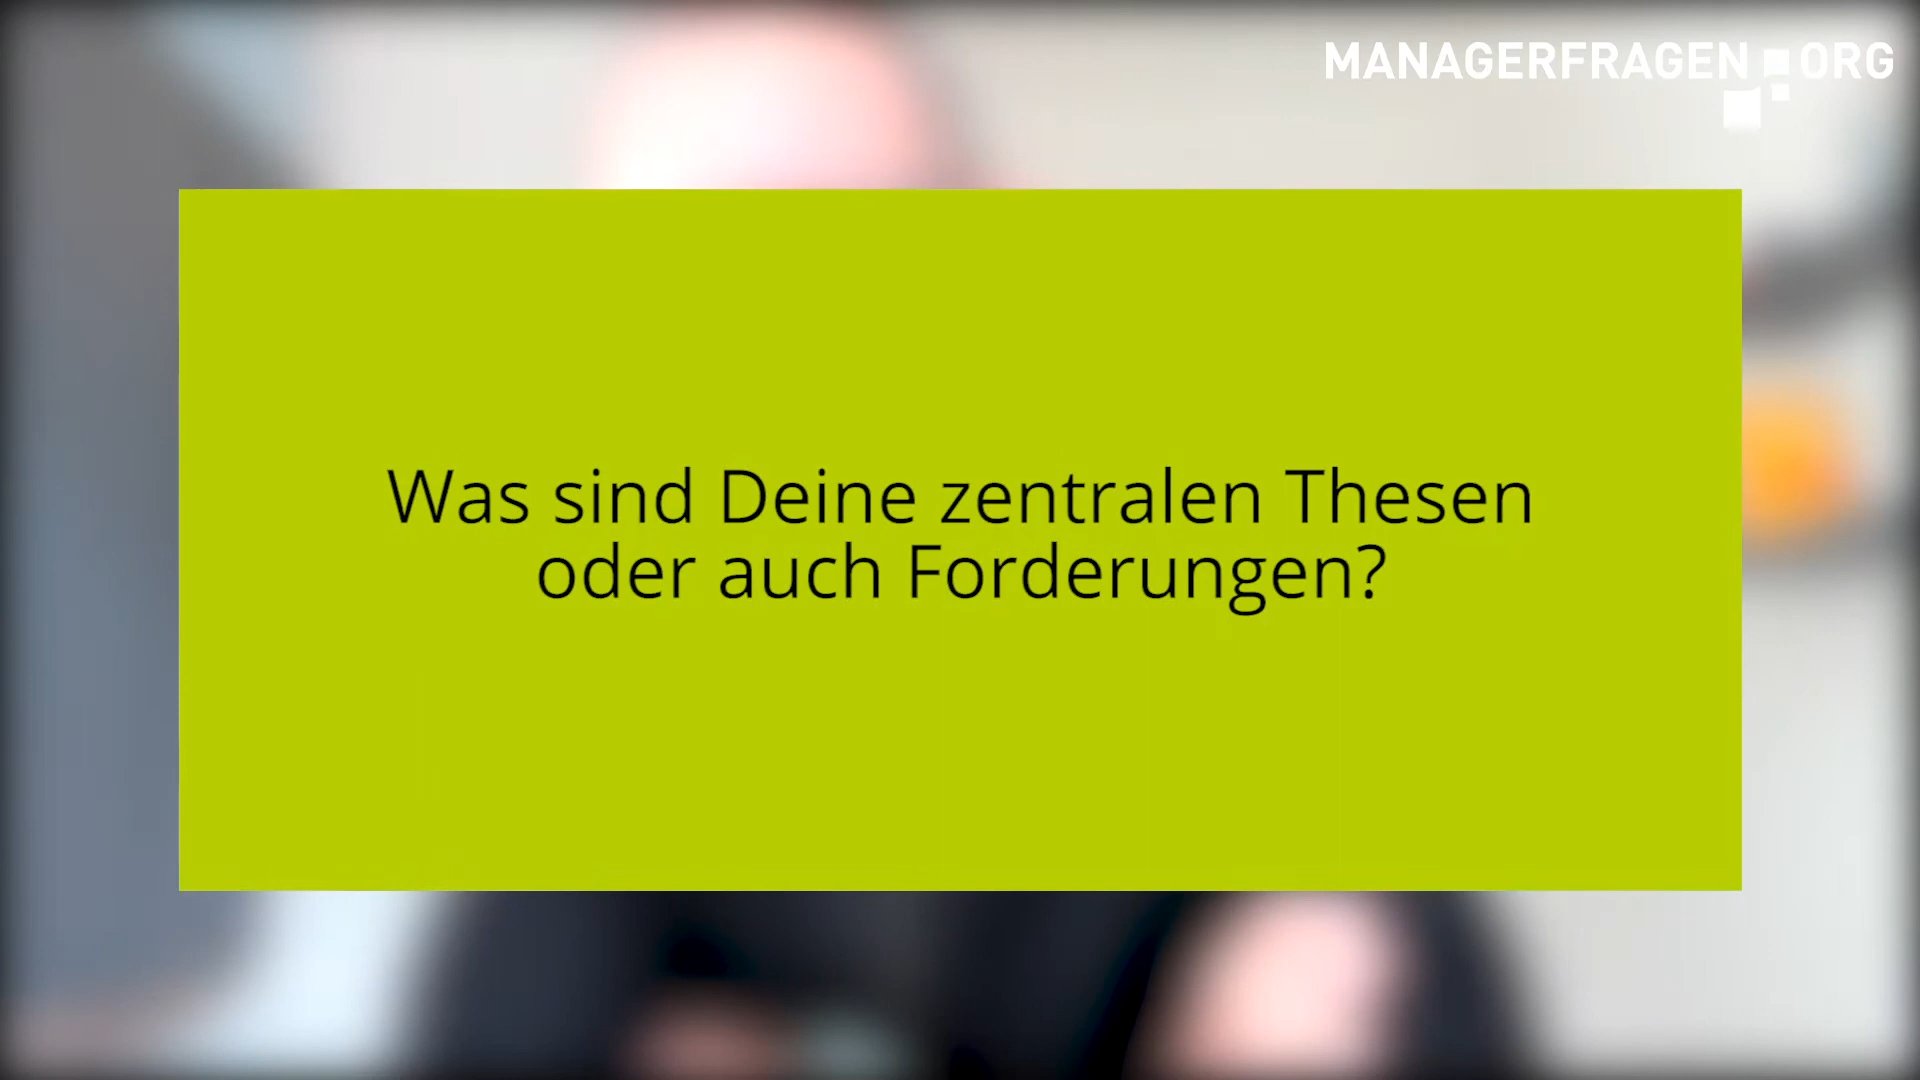 MANAGERFRAGEN.ORG
Was sind Deine zentralen Thesen
oder auch Forderungen?